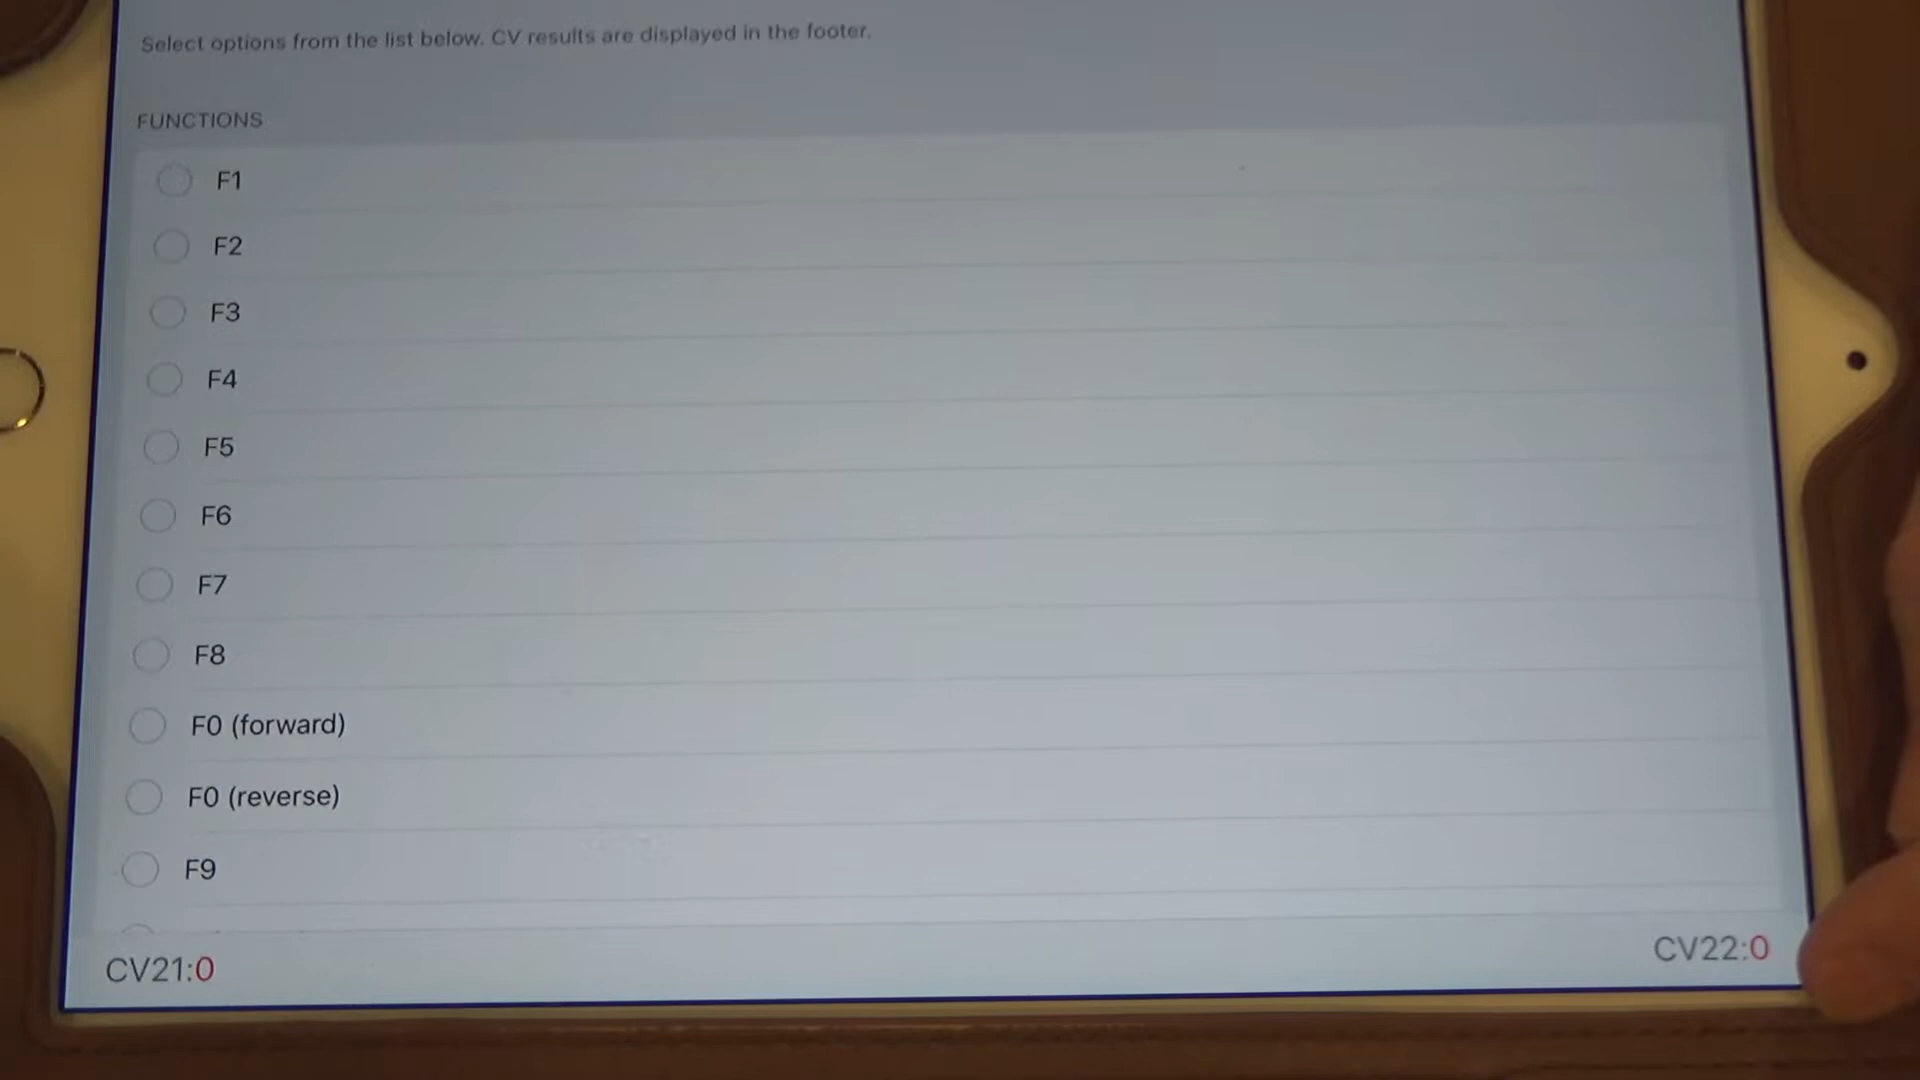 Select options from the list below. CV results are displayed in the footer.
FUNCTIONS
F1
F2
F3
F4
F5
F6
F7
F8
F0 (forward)
F0 (reverse)
F9
CV21:0
CV22:0